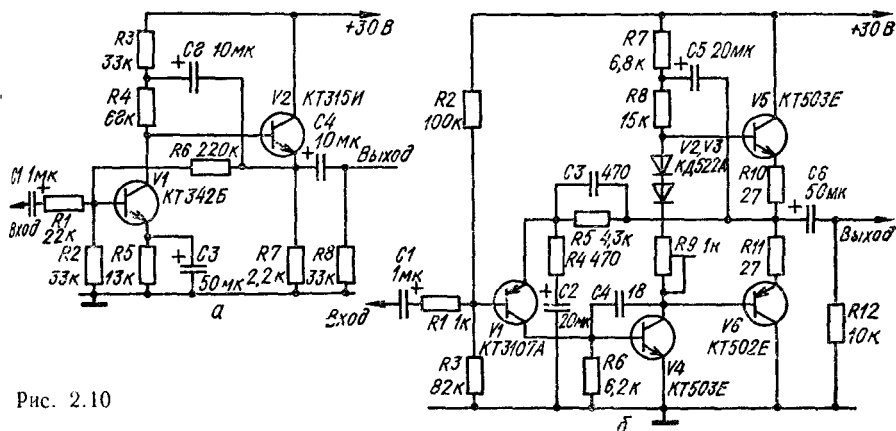 R3
33к
C2 10мк
+30В
R4
68к
V2
КТ315И
C4
10мк
R6 220к
Выход
C1 1мк
V1
КТ342Б
Вход
R1
22к
R2
33к
R5
13к
C3
50мк
R7
2,2к
R8
33к
а
R2
100к
R7
6,8к
C5 20мк
+30В
R8
15к
V5
КТ503Е
V2, V3
КД522А
R10
27
C6
50мк
C3 470
R5 4,3к
R4 470
R9 1к
Выход
R11
27
C1
1мк
C2
20мк
C4 18
Вход
R1 1к
V1
КТ3107А
V6
КТ502Е
R12
10к
R3
82к
R6
6,2к
V4
КТ503Е
б
Рис. 2.10